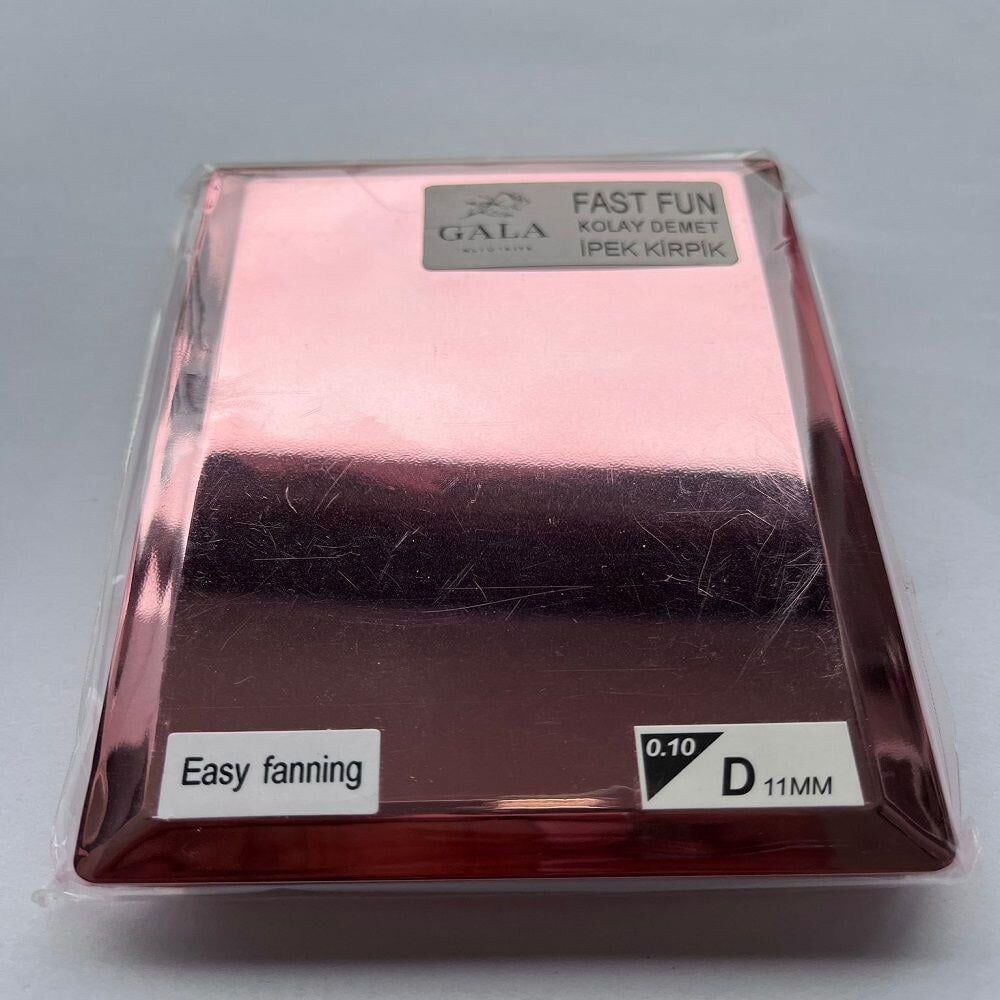 GALA
FAST FUN
KOLAY DEMET
İPEK KİRPİK
Easy fanning
0.10
D 11MM